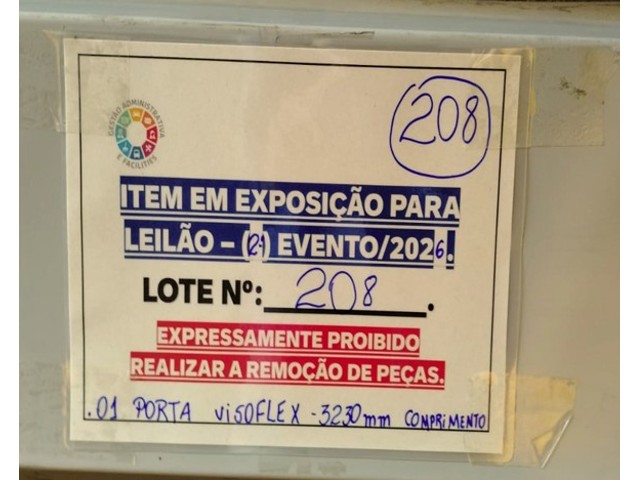 208
GESTÃO ADMINISTRATIVA
E FACILITIES
ITEM EM EXPOSIÇÃO PARA
LEILÃO – (2º) EVENTO/2026.
LOTE Nº: 208.
EXPRESSAMENTE PROIBIDO
REALIZAR A REMOÇÃO DE PEÇAS.
.01 PORTA viSOFLEX - 3230mm COMPRIMENTO